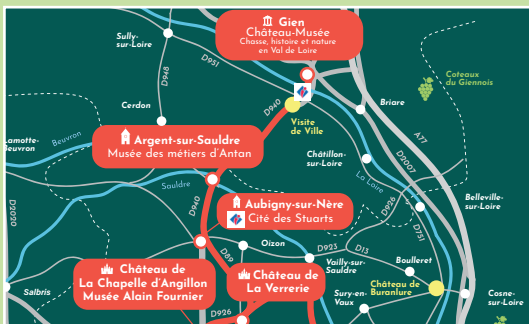 Gien
Château-Musée
Chasse, histoire et nature
en Val de Loire
Sully-
sur-Loire
D951
D948
Coteaux
du Giennois
Cerdon
D940
Visite
de Ville
Briare
A77
D2007
Lamotte-
Beuvron
Beuvron
Argent-sur-Sauldre
Musée des métiers d'Antan
Châtillon-
sur-Loire
La Loire
Sauldre
D940
D2020
Aubigny-sur-Nère
Cité des Stuarts
D926
Belleville-
sur-Loire
D751
D89
Oizon
D923
D13
Vailly-sur-
Sauldre
Boulleret
Château de
La Chapelle d'Angillon
Musée Alain Fournier
Château de
La Verrerie
Château de
Buranlure
Salbris
Sury-en-
Vaux
Cosne-
sur-Loire
D926